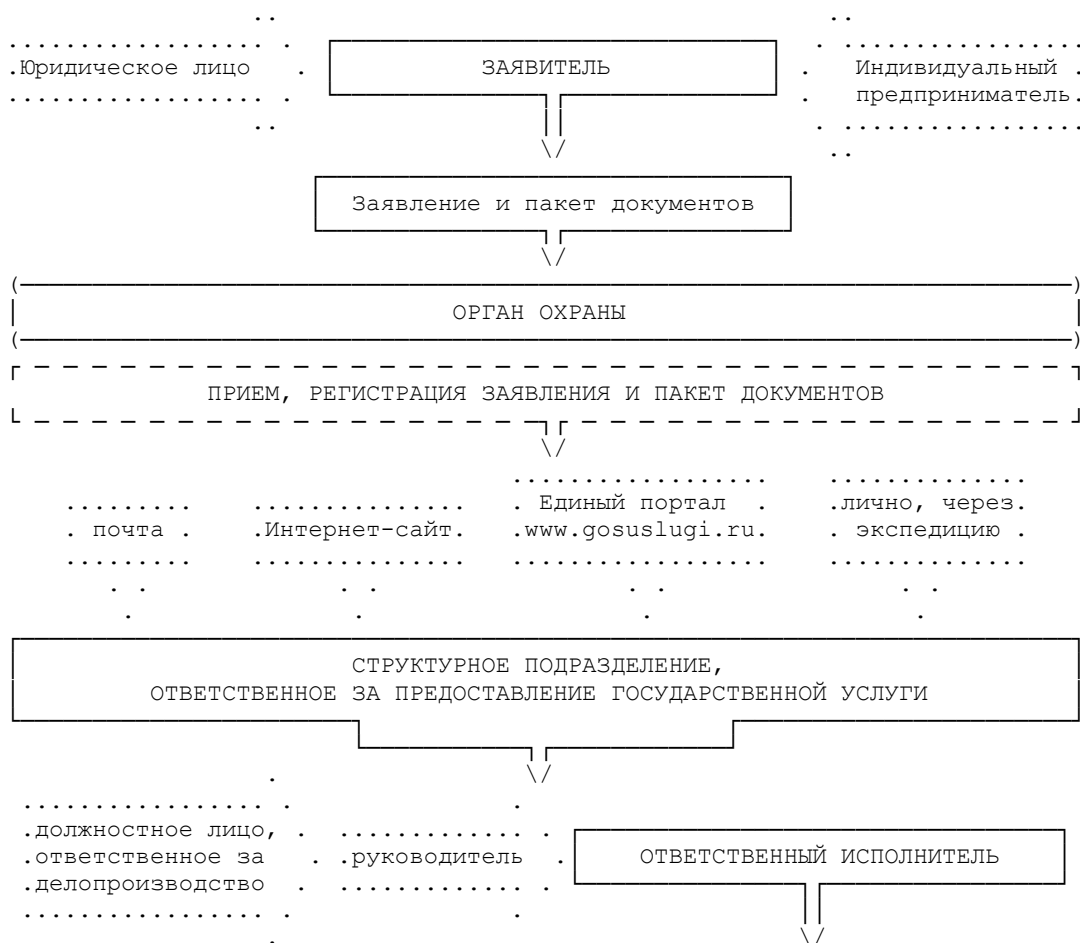 Юридическое лицо
ЗАЯВИТЕЛЬ
Индивидуальный
предприниматель
Заявление и пакет документов
ОРГАН ОХРАНЫ
ПРИЕМ, РЕГИСТРАЦИЯ ЗАЯВЛЕНИЯ И ПАКЕТ ДОКУМЕНТОВ
почта
Интернет-сайт
Единый портал
www.gosuslugi.ru
лично, через
экспедицию
СТРУКТУРНОЕ ПОДРАЗДЕЛЕНИЕ,
ОТВЕТСТВЕННОЕ ЗА ПРЕДОСТАВЛЕНИЕ ГОСУДАРСТВЕННОЙ УСЛУГИ
должностное лицо,
ответственное за
делопроизводство
руководитель
ОТВЕТСТВЕННЫЙ ИСПОЛНИТЕЛЬ